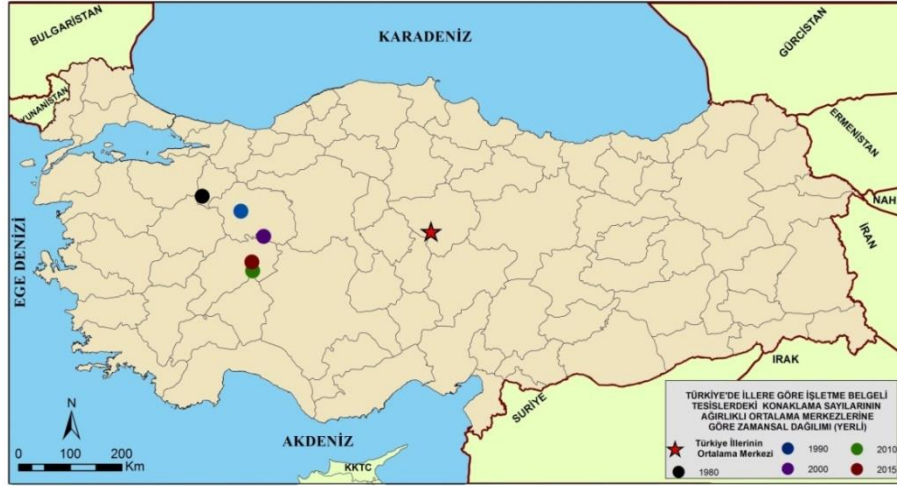 BULGARİSTAN
YUNANİSTAN
KARADENİZ
GÜRCİSTAN
ERMENİSTAN
NAH
İRAN
EGE DENİZİ
IRAK
SURİYE
AKDENİZ
KKTC
N
0 50 100 200
Km
TÜRKİYE'DE İLLERE GÖRE İŞLETME BELGELİ
TESİSLERDEKİ KONAKLAMA SAYILARININ
AĞIRLIKLI ORTALAMA MERKEZLERİNE
GÖRE ZAMANSAL DAĞILIMI (YERLİ)
Türkiye İllerinin
Ortalama Merkezi
1980
1990
2000
2010
2015